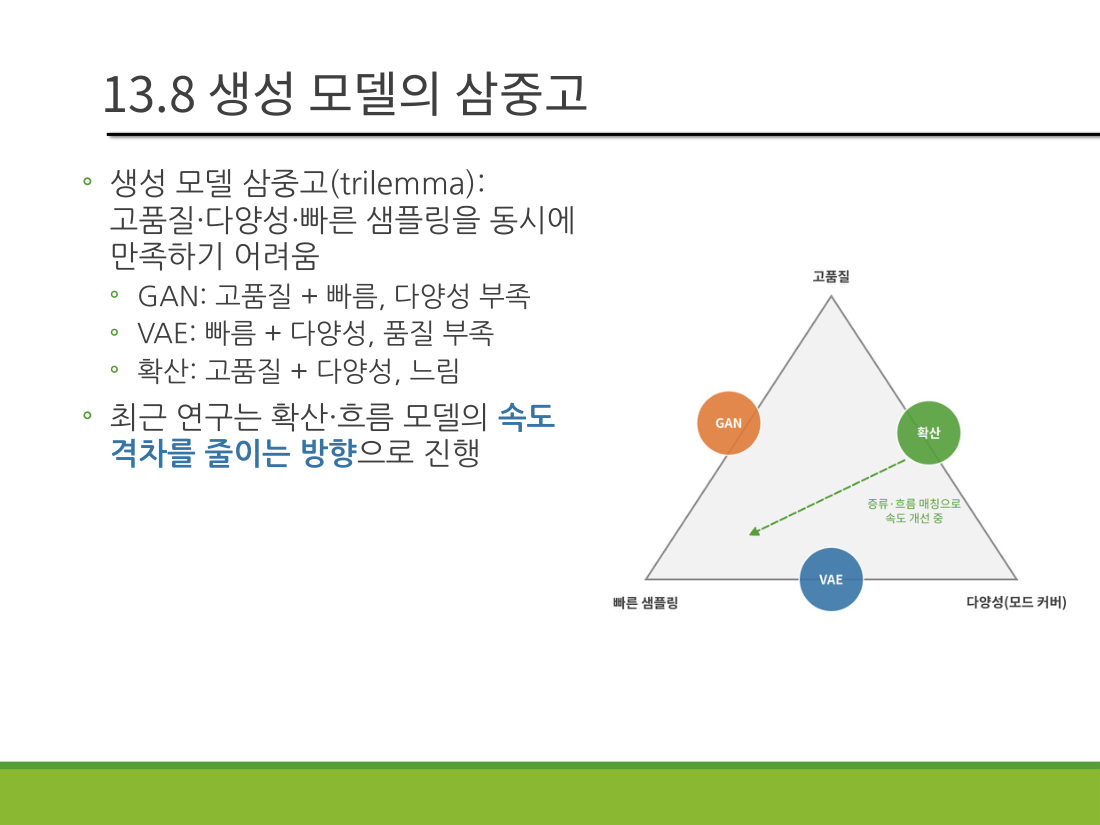 13.8 생성 모델의 삼중고
생성 모델 삼중고(trilemma):
고품질·다양성·빠른 샘플링을 동시에
만족하기 어려움
GAN: 고품질 + 빠름, 다양성 부족
VAE: 빠름 + 다양성, 품질 부족
확산: 고품질 + 다양성, 느림
최근 연구는 확산·흐름 모델의 속도
격차를 줄이는 방향으로 진행
고품질
GAN
확산
증류·흐름 매칭으로
속도 개선 중
VAE
빠른 샘플링
다양성(모드 커버)